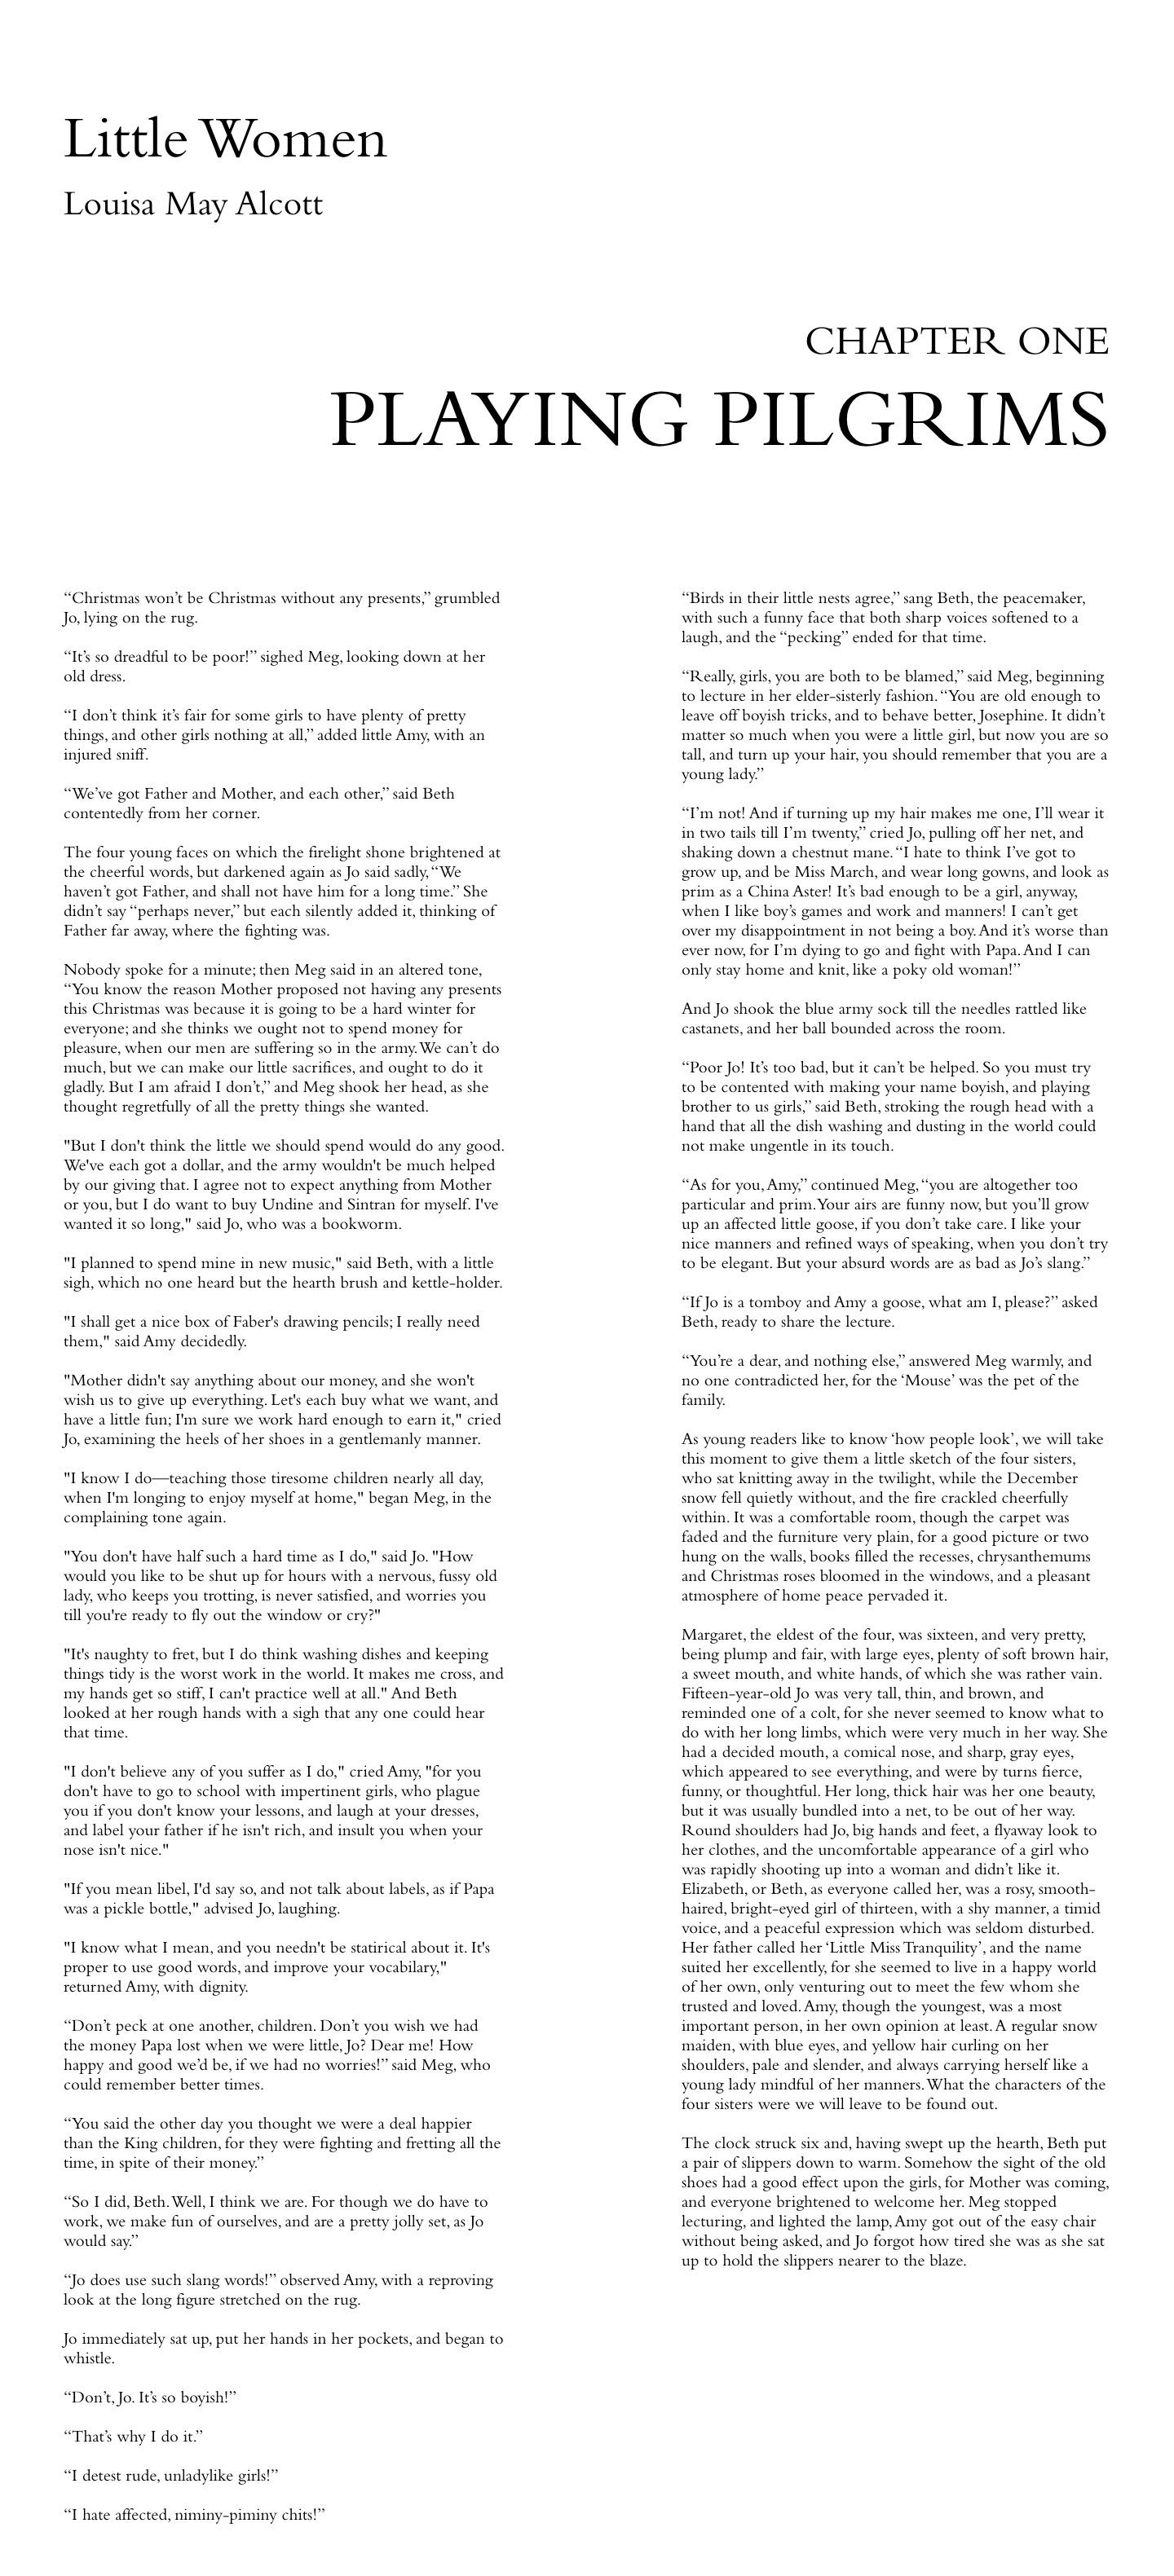 Little Women
Louisa May Alcott
CHAPTER ONE
PLAYING PILGRIMS
“Christmas won’t be Christmas without any presents,” grumbled
Jo, lying on the rug.
“It’s so dreadful to be poor!” sighed Meg, looking down at her
old dress.
“I don’t think it’s fair for some girls to have plenty of pretty
things, and other girls nothing at all,” added little Amy, with an
injured sniff.
“We’ve got Father and Mother, and each other,” said Beth
contentedly from her corner.
The four young faces on which the firelight shone brightened at
the cheerful words, but darkened again as Jo said sadly, “We
haven’t got Father, and shall not have him for a long time.” She
didn’t say “perhaps never,” but each silently added it, thinking of
Father far away, where the fighting was.
Nobody spoke for a minute; then Meg said in an altered tone,
“You know the reason Mother proposed not having any presents
this Christmas was because it is going to be a hard winter for
everyone; and she thinks we ought not to spend money for
pleasure, when our men are suffering so in the army. We can’t do
much, but we can make our little sacrifices, and ought to do it
gladly. But I am afraid I don’t,” and Meg shook her head, as she
thought regretfully of all the pretty things she wanted.
"But I don't think the little we should spend would do any good.
We've each got a dollar, and the army wouldn't be much helped
by our giving that. I agree not to expect anything from Mother
or you, but I do want to buy Undine and Sintran for myself. I've
wanted it so long," said Jo, who was a bookworm.
"I planned to spend mine in new music," said Beth, with a little
sigh, which no one heard but the hearth brush and kettle-holder.
"I shall get a nice box of Faber's drawing pencils; I really need
them," said Amy decidedly.
"Mother didn't say anything about our money, and she won't
wish us to give up everything. Let's each buy what we want, and
have a little fun; I'm sure we work hard enough to earn it," cried
Jo, examining the heels of her shoes in a gentlemanly manner.
"I know I do—teaching those tiresome children nearly all day,
when I'm longing to enjoy myself at home," began Meg, in the
complaining tone again.
"You don't have half such a hard time as I do," said Jo. "How
would you like to be shut up for hours with a nervous, fussy old
lady, who keeps you trotting, is never satisfied, and worries you
till you're ready to fly out the window or cry?"
"It's naughty to fret, but I do think washing dishes and keeping
things tidy is the worst work in the world. It makes me cross, and
my hands get so stiff, I can't practice well at all." And Beth
looked at her rough hands with a sigh that any one could hear
that time.
"I don't believe any of you suffer as I do," cried Amy, "for you
don't have to go to school with impertinent girls, who plague
you if you don't know your lessons, and laugh at your dresses,
and label your father if he isn't rich, and insult you when your
nose isn't nice."
"If you mean libel, I'd say so, and not talk about labels, as if Papa
was a pickle bottle," advised Jo, laughing.
"I know what I mean, and you needn't be statirical about it. It's
proper to use good words, and improve your vocabilary,"
returned Amy, with dignity.
“Don’t peck at one another, children. Don’t you wish we had
the money Papa lost when we were little, Jo? Dear me! How
happy and good we’d be, if we had no worries!” said Meg, who
could remember better times.
“You said the other day you thought we were a deal happier
than the King children, for they were fighting and fretting all the
time, in spite of their money.”
“So I did, Beth. Well, I think we are. For though we do have to
work, we make fun of ourselves, and are a pretty jolly set, as Jo
would say.”
“Jo does use such slang words!” observed Amy, with a reproving
look at the long figure stretched on the rug.
Jo immediately sat up, put her hands in her pockets, and began to
whistle.
“Don’t, Jo. It’s so boyish!”
“That’s why I do it.”
“I detest rude, unladylike girls!”
“I hate affected, niminy-piminy chits!”
“Birds in their little nests agree,” sang Beth, the peacemaker,
with such a funny face that both sharp voices softened to a
laugh, and the “pecking” ended for that time.
“Really, girls, you are both to be blamed,” said Meg, beginning
to lecture in her elder-sisterly fashion. “You are old enough to
leave off boyish tricks, and to behave better, Josephine. It didn’t
matter so much when you were a little girl, but now you are so
tall, and turn up your hair, you should remember that you are a
young lady.”
“I’m not! And if turning up my hair makes me one, I’ll wear it
in two tails till I’m twenty,” cried Jo, pulling off her net, and
shaking down a chestnut mane. “I hate to think I’ve got to
grow up, and be Miss March, and wear long gowns, and look as
prim as a China Aster! It’s bad enough to be a girl, anyway,
when I like boy’s games and work and manners! I can’t get
over my disappointment in not being a boy. And it’s worse than
ever now, for I’m dying to go and fight with Papa. And I can
only stay home and knit, like a poky old woman!”
And Jo shook the blue army sock till the needles rattled like
castanets, and her ball bounded across the room.
“Poor Jo! It’s too bad, but it can’t be helped. So you must try
to be contented with making your name boyish, and playing
brother to us girls,” said Beth, stroking the rough head with a
hand that all the dish washing and dusting in the world could
not make ungentle in its touch.
“As for you, Amy,” continued Meg, “you are altogether too
particular and prim. Your airs are funny now, but you’ll grow
up an affected little goose, if you don’t take care. I like your
nice manners and refined ways of speaking, when you don’t try
to be elegant. But your absurd words are as bad as Jo’s slang.”
“If Jo is a tomboy and Amy a goose, what am I, please?” asked
Beth, ready to share the lecture.
“You’re a dear, and nothing else,” answered Meg warmly, and
no one contradicted her, for the ‘Mouse’ was the pet of the
family.
As young readers like to know ‘how people look’, we will take
this moment to give them a little sketch of the four sisters,
who sat knitting away in the twilight, while the December
snow fell quietly without, and the fire crackled cheerfully
within. It was a comfortable room, though the carpet was
faded and the furniture very plain, for a good picture or two
hung on the walls, books filled the recesses, chrysanthemums
and Christmas roses bloomed in the windows, and a pleasant
atmosphere of home peace pervaded it.
Margaret, the eldest of the four, was sixteen, and very pretty,
being plump and fair, with large eyes, plenty of soft brown hair,
a sweet mouth, and white hands, of which she was rather vain.
Fifteen-year-old Jo was very tall, thin, and brown, and
reminded one of a colt, for she never seemed to know what to
do with her long limbs, which were very much in her way. She
had a decided mouth, a comical nose, and sharp, gray eyes,
which appeared to see everything, and were by turns fierce,
funny, or thoughtful. Her long, thick hair was her one beauty,
but it was usually bundled into a net, to be out of her way.
Round shoulders had Jo, big hands and feet, a flyaway look to
her clothes, and the uncomfortable appearance of a girl who
was rapidly shooting up into a woman and didn’t like it.
Elizabeth, or Beth, as everyone called her, was a rosy, smooth-
haired, bright-eyed girl of thirteen, with a shy manner, a timid
voice, and a peaceful expression which was seldom disturbed.
Her father called her ‘Little Miss Tranquility’, and the name
suited her excellently, for she seemed to live in a happy world
of her own, only venturing out to meet the few whom she
trusted and loved. Amy, though the youngest, was a most
important person, in her own opinion at least. A regular snow
maiden, with blue eyes, and yellow hair curling on her
shoulders, pale and slender, and always carrying herself like a
young lady mindful of her manners. What the characters of the
four sisters were we will leave to be found out.
The clock struck six and, having swept up the hearth, Beth put
a pair of slippers down to warm. Somehow the sight of the old
shoes had a good effect upon the girls, for Mother was coming,
and everyone brightened to welcome her. Meg stopped
lecturing, and lighted the lamp, Amy got out of the easy chair
without being asked, and Jo forgot how tired she was as she sat
up to hold the slippers nearer to the blaze.